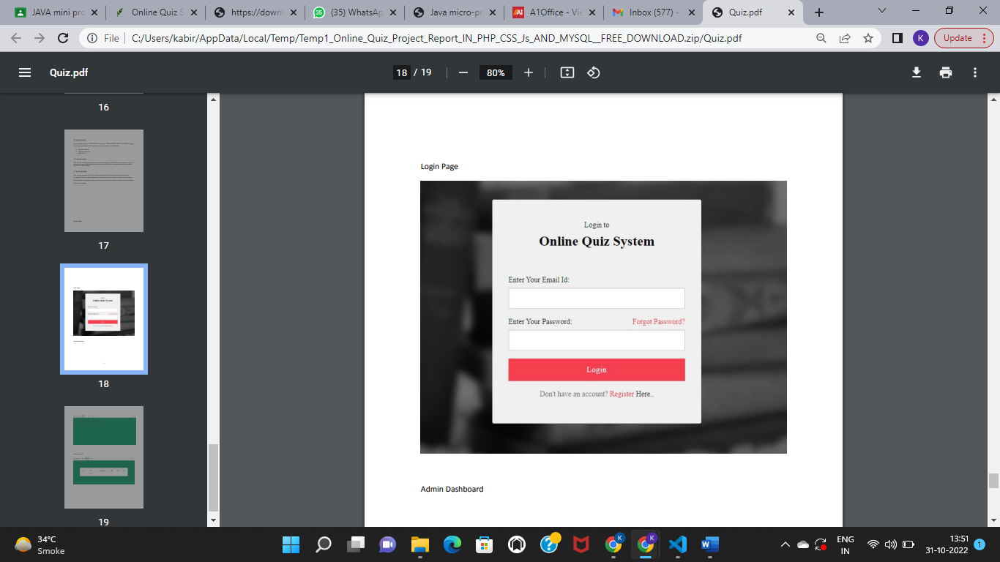 JAVA mini pro
Online Quiz S
https://downl
(35) WhatsAp
Java micro-pr
A1Office - Vie
Inbox (577) -
Quiz.pdf
File
C:/Users/kabir/AppData/Local/Temp/Temp1_Online_Quiz_Project_Report_IN_PHP_CSS_Js_AND_MYSQL__FREE_DOWNLOAD.zip/Quiz.pdf
K
Update
Quiz.pdf
18 / 19
80%
16
17
18
19
Login Page
Login to
Online Quiz System
Enter Your Email Id:
Enter Your Password: Forgot Password?
Login
Don't have an account? Register Here..
Admin Dashboard
34°C
Smoke
ENG
IN
13:51
31-10-2022
1